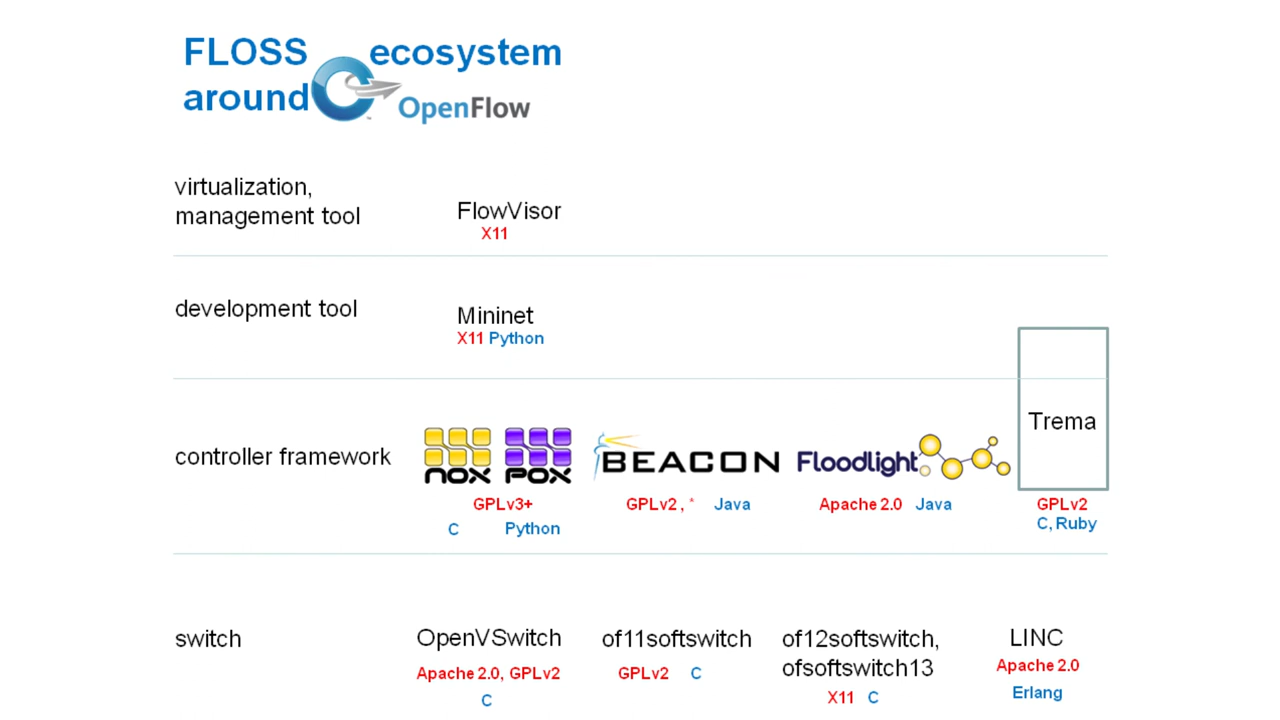 FLOSS ecosystem
around OpenFlow
virtualization,
management tool
FlowVisor
X11
development tool
Mininet
X11 Python
controller framework
nox pox
BEACON
Floodlight
Trema
GPLv3+
C Python
GPLv2 , * Java
Apache 2.0 Java
GPLv2
C, Ruby
switch
OpenVSwitch
Apache 2.0, GPLv2
C
of11softswitch
GPLv2 C
of12softswitch,
ofsoftswitch13
X11 C
LINC
Apache 2.0
Erlang